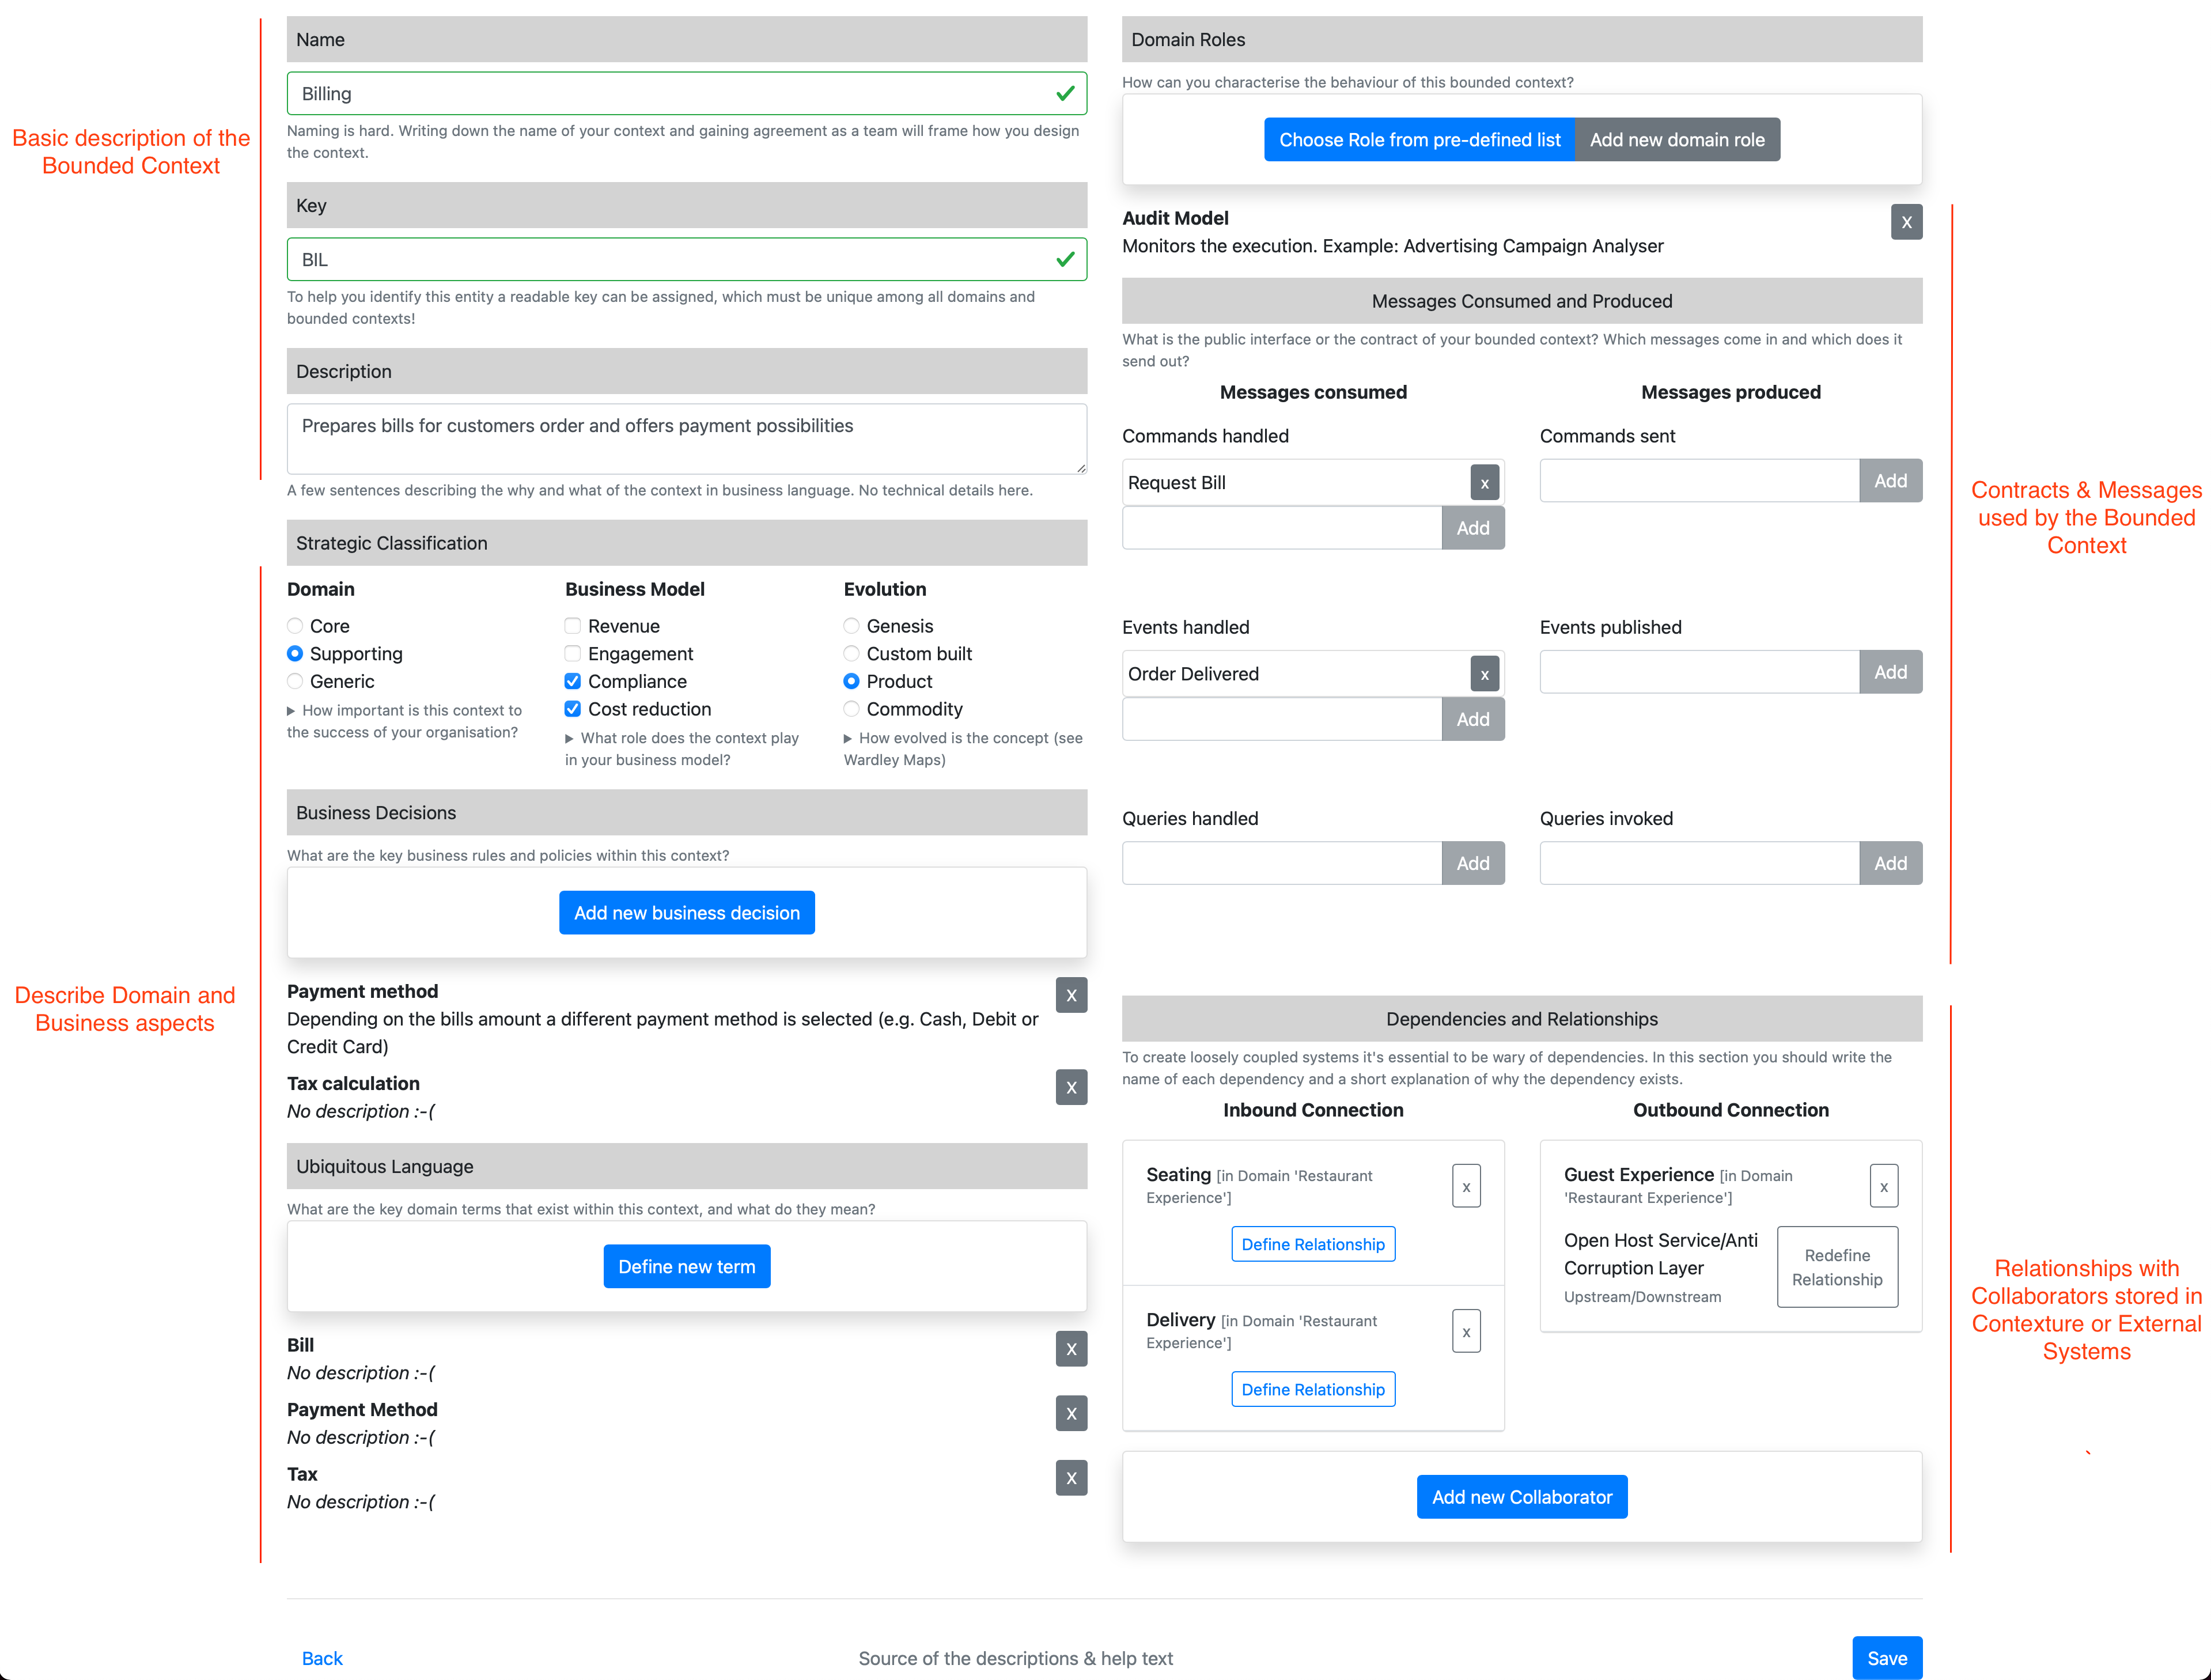 Basic description of the
Bounded Context
Name
Billing
Naming is hard. Writing down the name of your context and gaining agreement as a team will frame how you design
the context.
Key
BIL
To help you identify this entity a readable key can be assigned, which must be unique among all domains and
bounded contexts!
Description
Prepares bills for customers order and offers payment possibilities
A few sentences describing the why and what of the context in business language. No technical details here.
Describe Domain and
Business aspects
Strategic Classification
Domain
Core
Supporting
Generic
How important is this context to
the success of your organisation?
Business Model
Revenue
Engagement
Compliance
Cost reduction
What role does the context play
in your business model?
Evolution
Genesis
Custom built
Product
Commodity
How evolved is the concept (see
Wardley Maps)
Business Decisions
What are the key business rules and policies within this context?
Add new business decision
Payment method
X
Depending on the bills amount a different payment method is selected (e.g. Cash, Debit or
Credit Card)
Tax calculation
X
No description :-(
Ubiquitous Language
What are the key domain terms that exist within this context, and what do they mean?
Define new term
Bill
X
No description :-(
Payment Method
X
No description :-(
Tax
X
No description :-(
Domain Roles
How can you characterise the behaviour of this bounded context?
Choose Role from pre-defined list
Add new domain role
Audit Model
X
Monitors the execution. Example: Advertising Campaign Analyser
Messages Consumed and Produced
What is the public interface or the contract of your bounded context? Which messages come in and which does it
send out?
Messages consumed
Messages produced
Commands handled
Request Bill
x
Add
Commands sent
Add
Events handled
Order Delivered
x
Add
Events published
Add
Queries handled
Add
Queries invoked
Add
Contracts & Messages
used by the Bounded
Context
Dependencies and Relationships
To create loosely coupled systems it's essential to be wary of dependencies. In this section you should write the
name of each dependency and a short explanation of why the dependency exists.
Inbound Connection
Seating [in Domain 'Restaurant
Experience']
x
Define Relationship
Delivery [in Domain 'Restaurant
Experience']
x
Define Relationship
Outbound Connection
Guest Experience [in Domain
'Restaurant Experience']
x
Open Host Service/Anti
Corruption Layer
Upstream/Downstream
Redefine
Relationship
Add new Collaborator
Relationships with
Collaborators stored in
Contexture or External
Systems
Back
Source of the descriptions & help text
Save